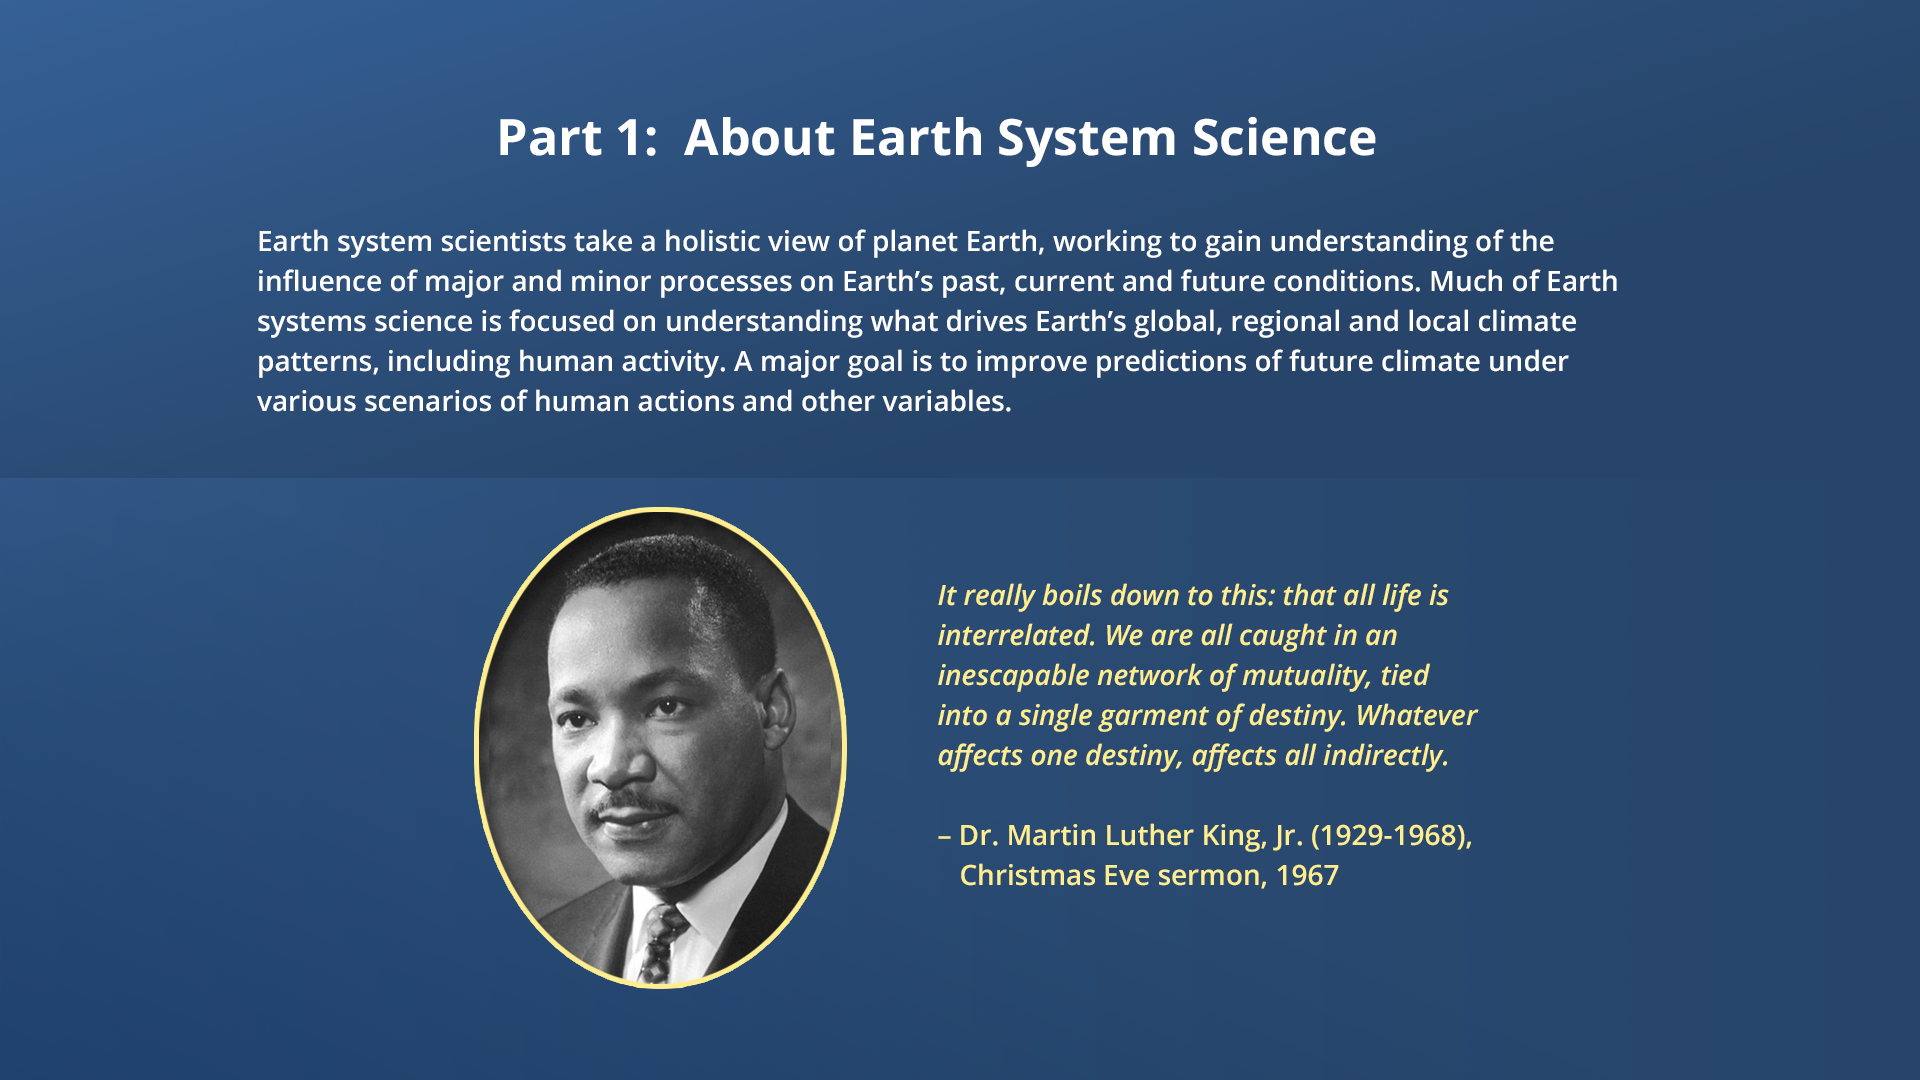 Part 1:  About Earth System Science
Earth system scientists take a holistic view of planet Earth, working to gain understanding of the
influence of major and minor processes on Earth’s past, current and future conditions. Much of Earth
systems science is focused on understanding what drives Earth’s global, regional and local climate
patterns, including human activity. A major goal is to improve predictions of future climate under
various scenarios of human actions and other variables.
It really boils down to this: that all life is
interrelated. We are all caught in an
inescapable network of mutuality, tied
into a single garment of destiny. Whatever
affects one destiny, affects all indirectly.
– Dr. Martin Luther King, Jr. (1929-1968),
Christmas Eve sermon, 1967